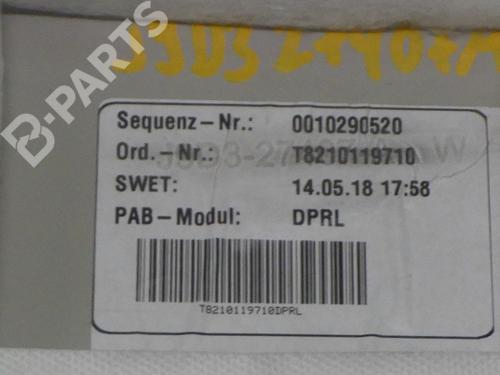 B-PARTS
Sequenz-Nr.: 0010290520
Ord.-Nr.: T8210119710
SWET: 14.05.18 17:58
PAB-Modul: DPRL
T8210119710DPRL